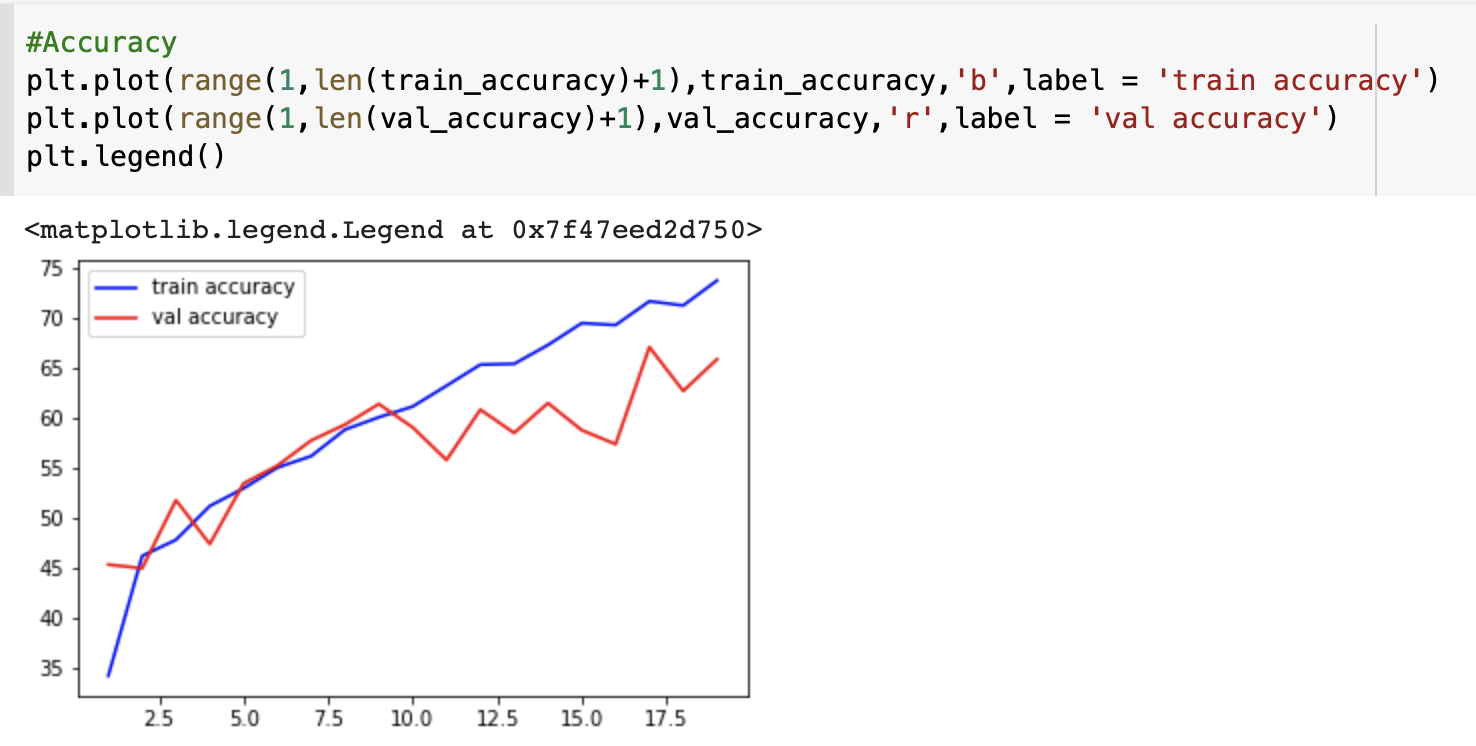 #Accuracy
plt.plot(range(1,len(train_accuracy)+1),train_accuracy,'b',label = 'train accuracy')
plt.plot(range(1,len(val_accuracy)+1),val_accuracy,'r',label = 'val accuracy')
plt.legend()
<matplotlib.legend.Legend at 0x7f47eed2d750>
train accuracy
val accuracy
75
70
65
60
55
50
45
40
35
2.5 5.0 7.5 10.0 12.5 15.0 17.5